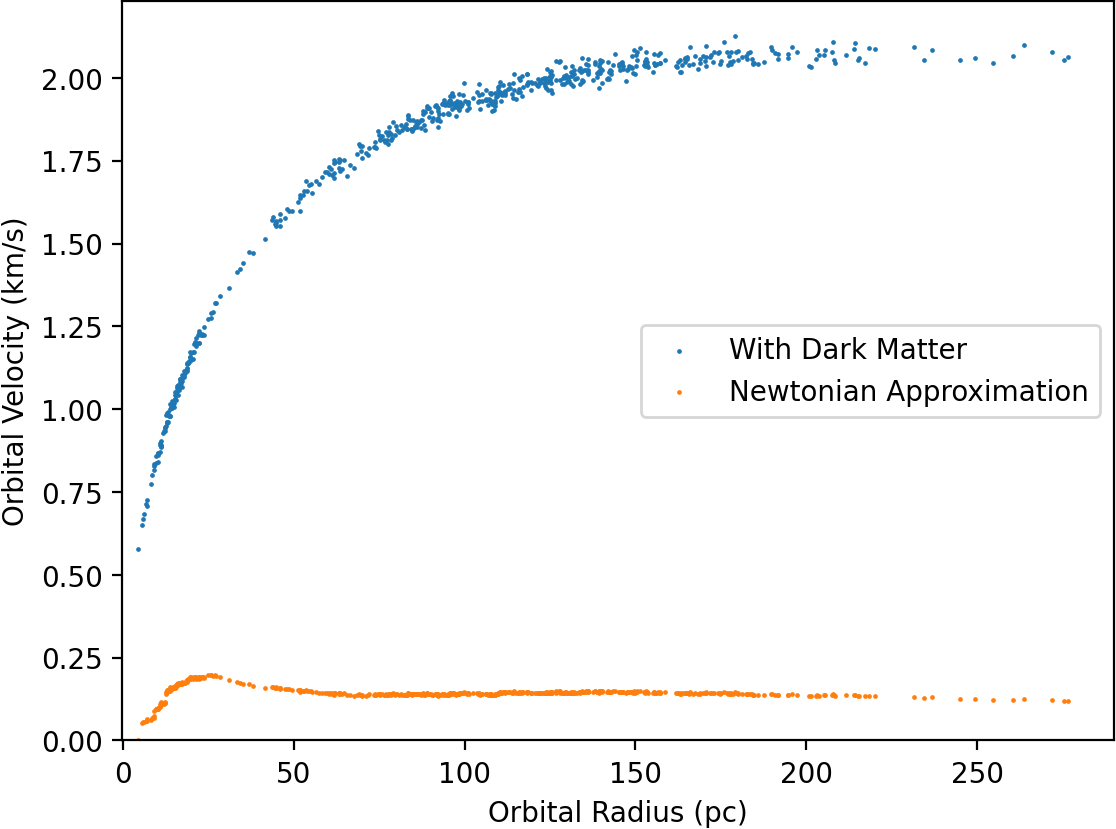 2.00
1.75
1.50
1.25
1.00
0.75
0.50
0.25
0.00
Orbital Velocity (km/s)
With Dark Matter
Newtonian Approximation
0 50 100 150 200 250
Orbital Radius (pc)